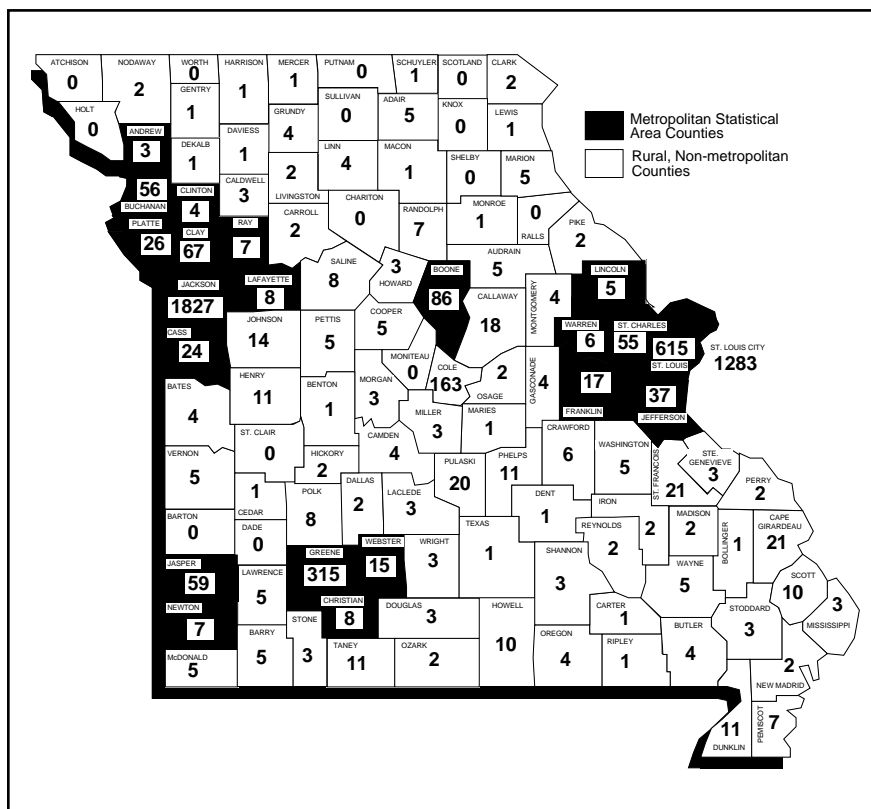 ATCHISON
0
NODAWAY
2
WORTH
0
HARRISON
1
MERCER
1
PUTNAM
0
SCHUYLER
1
SCOTLAND
0
CLARK
2
HOLT
0
GENTRY
1
SULLIVAN
0
ADAIR
5
KNOX
0
LEWIS
1
Metropolitan Statistical
Area Counties
Rural, Non-metropolitan
Counties
ANDREW
3
DEKALB
1
DAVIESS
1
GRUNDY
4
LINN
4
MACON
1
SHELBY
0
MARION
5
56
BUCHANAN
CLINTON
4
CALDWELL
3
2
LIVINGSTON
CHARITON
0
RANDOLPH
7
MONROE
1
0
RALLS
PIKE
2
PLATTE
26
CLAY
67
RAY
7
CARROLL
2
SALINE
8
3
HOWARD
BOONE
86
AUDRAIN
5
LINCOLN
5
JACKSON
1827
LAFAYETTE
8
COOPER
5
CALLAWAY
18
MONTGOMERY
4
WARREN
6
ST. CHARLES
55
615
ST. LOUIS
ST. LOUIS CITY
1283
CASS
24
JOHNSON
14
PETTIS
5
MONITEAU
0
COLE
163
2
OSAGE
GASCONADE
4
17
FRANKLIN
37
JEFFERSON
BATES
4
HENRY
11
BENTON
1
MORGAN
3
MILLER
3
MARIES
1
CRAWFORD
6
WASHINGTON
5
ST. FRANCOIS
21
STE.
GENEVIEVE
3
PERRY
2
VERNON
5
ST. CLAIR
0
HICKORY
2
CAMDEN
4
PULASKI
20
PHELPS
11
DENT
1
IRON
2
MADISON
2
BOLLINGER
1
CAPE
GIRARDEAU
21
BARTON
0
1
CEDAR
POLK
8
DALLAS
2
LACLEDE
3
TEXAS
1
REYNOLDS
2
DADE
0
GREENE
315
WEBSTER
15
WRIGHT
3
SHANNON
3
WAYNE
5
SCOTT
10
3
MISSISSIPPI
JASPER
59
LAWRENCE
5
CHRISTIAN
8
DOUGLAS
3
HOWELL
10
CARTER
1
BUTLER
4
STODDARD
3
NEWTON
7
BARRY
5
STONE
3
TANEY
11
OZARK
2
OREGON
4
RIPLEY
1
2
NEW MADRID
McDONALD
5
11
DUNKLIN
PEMISCOT
7